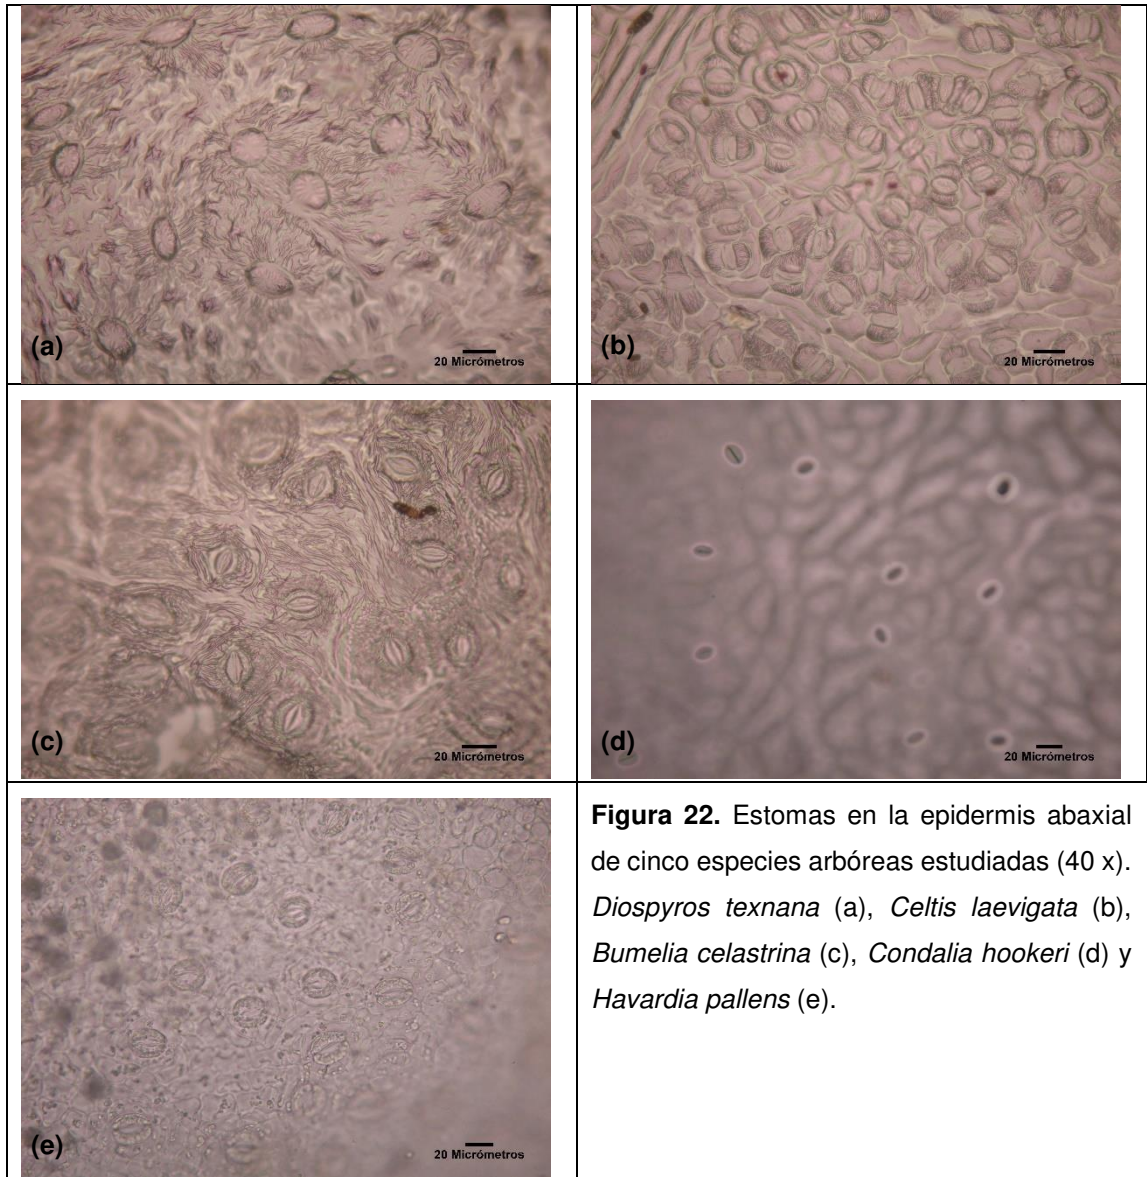 (a)
20 Micrómetros
(b)
20 Micrómetros
(c)
20 Micrómetros
(d)
20 Micrómetros
(e)
20 Micrómetros
Figura 22. Estomas en la epidermis abaxial
de cinco especies arbóreas estudiadas (40 x).
Diospyros texnana (a), Celtis laevigata (b),
Bumelia celastrina (c), Condalia hookeri (d) y
Havardia pallens (e).